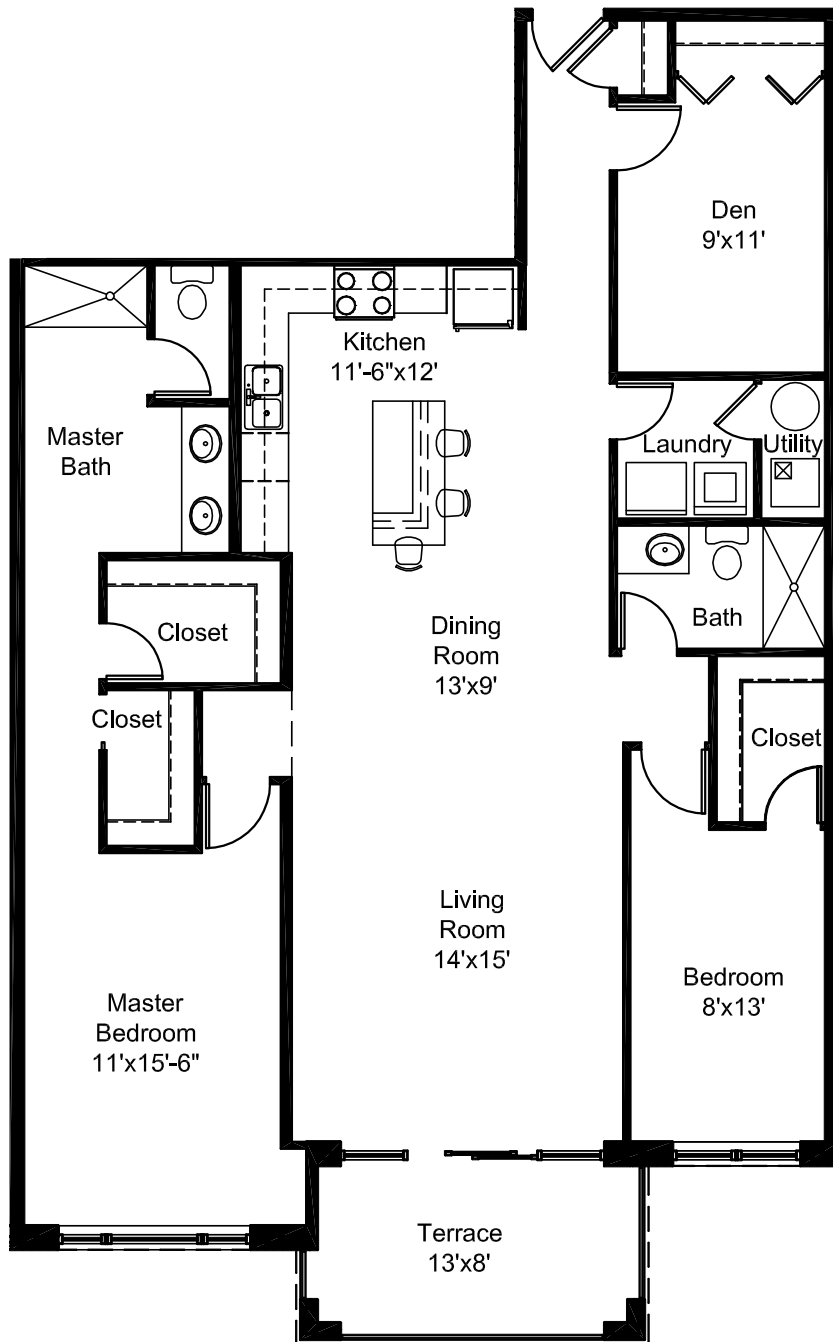 Den
9'x11'
Kitchen
11'-6"x12'
Master
Bath
Laundry
Utility
Closet
Dining
Room
13'x9'
Bath
Closet
Closet
Living
Room
14'x15'
Master
Bedroom
11'x15'-6"
Bedroom
8'x13'
Terrace
13'x8'